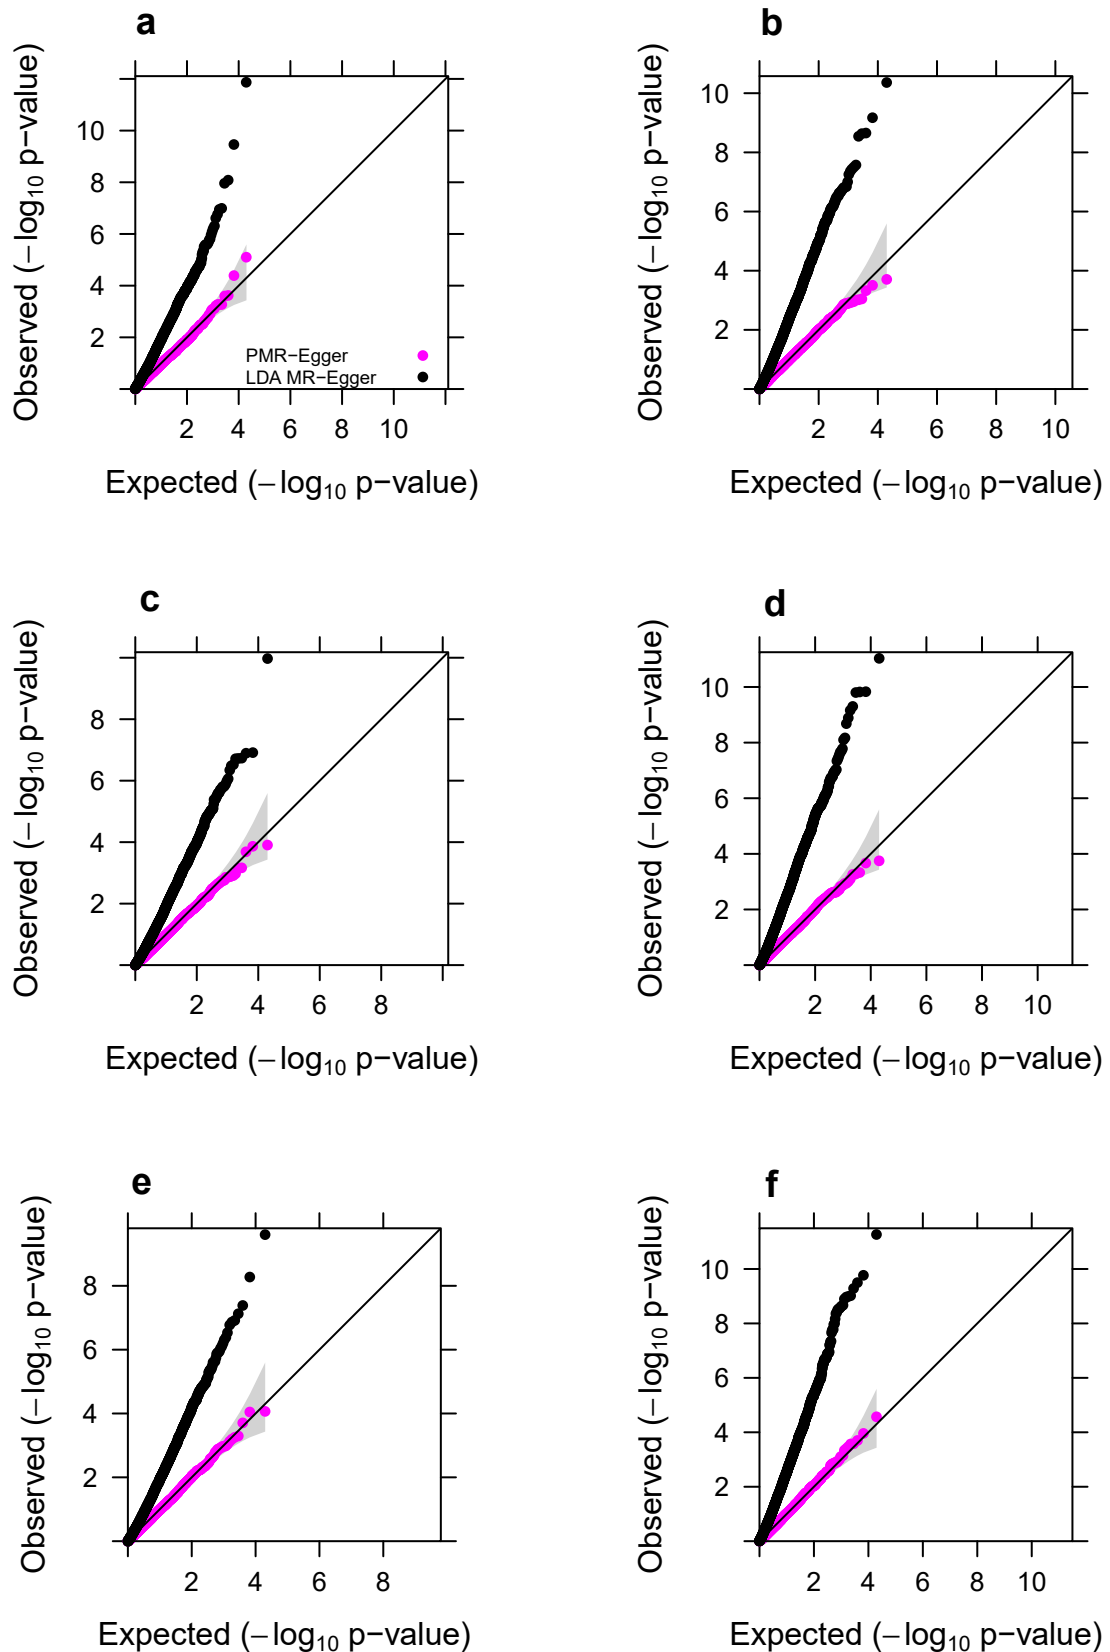 a
Observed (−log10 p−value)
10
8
6
4
2
PMR−Egger
LDA MR−Egger
2 4 6 8 10
Expected (−log10 p−value)
b
Observed (−log10 p−value)
10
8
6
4
2
2 4 6 8 10
Expected (−log10 p−value)
c
Observed (−log10 p−value)
8
6
4
2
2 4 6 8
Expected (−log10 p−value)
d
Observed (−log10 p−value)
10
8
6
4
2
2 4 6 8 10
Expected (−log10 p−value)
e
Observed (−log10 p−value)
8
6
4
2
2 4 6 8
Expected (−log10 p−value)
f
Observed (−log10 p−value)
10
8
6
4
2
2 4 6 8 10
Expected (−log10 p−value)